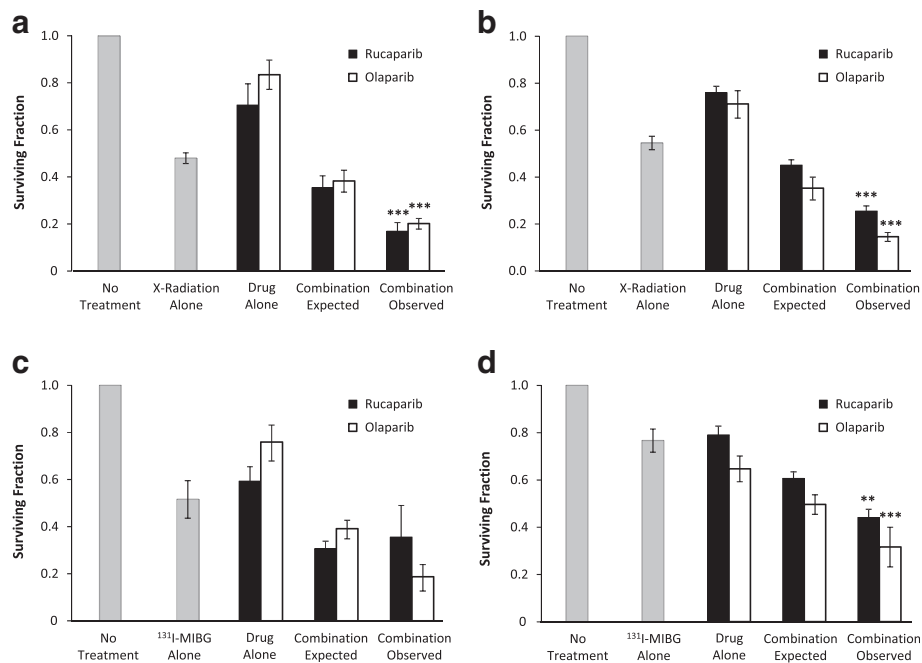 a
1.0
0.8
0.6
0.4
0.2
0
Surviving Fraction
Rucaparib
Olaparib
***
***
No Treatment
X-Radiation Alone
Drug Alone
Combination Expected
Combination Observed
b
1.0
0.8
0.6
0.4
0.2
0.0
Surviving Fraction
Rucaparib
Olaparib
***
***
No Treatment
X-Radiation Alone
Drug Alone
Combination Expected
Combination Observed
c
1.0
0.8
0.6
0.4
0.2
0
Surviving Fraction
Rucaparib
Olaparib
No Treatment
¹³¹I-MIBG Alone
Drug Alone
Combination Expected
Combination Observed
d
1.0
0.8
0.6
0.4
0.2
0
Surviving Fraction
Rucaparib
Olaparib
**
***
No Treatment
¹³¹I-MIBG Alone
Drug Alone
Combination Expected
Combination Observed